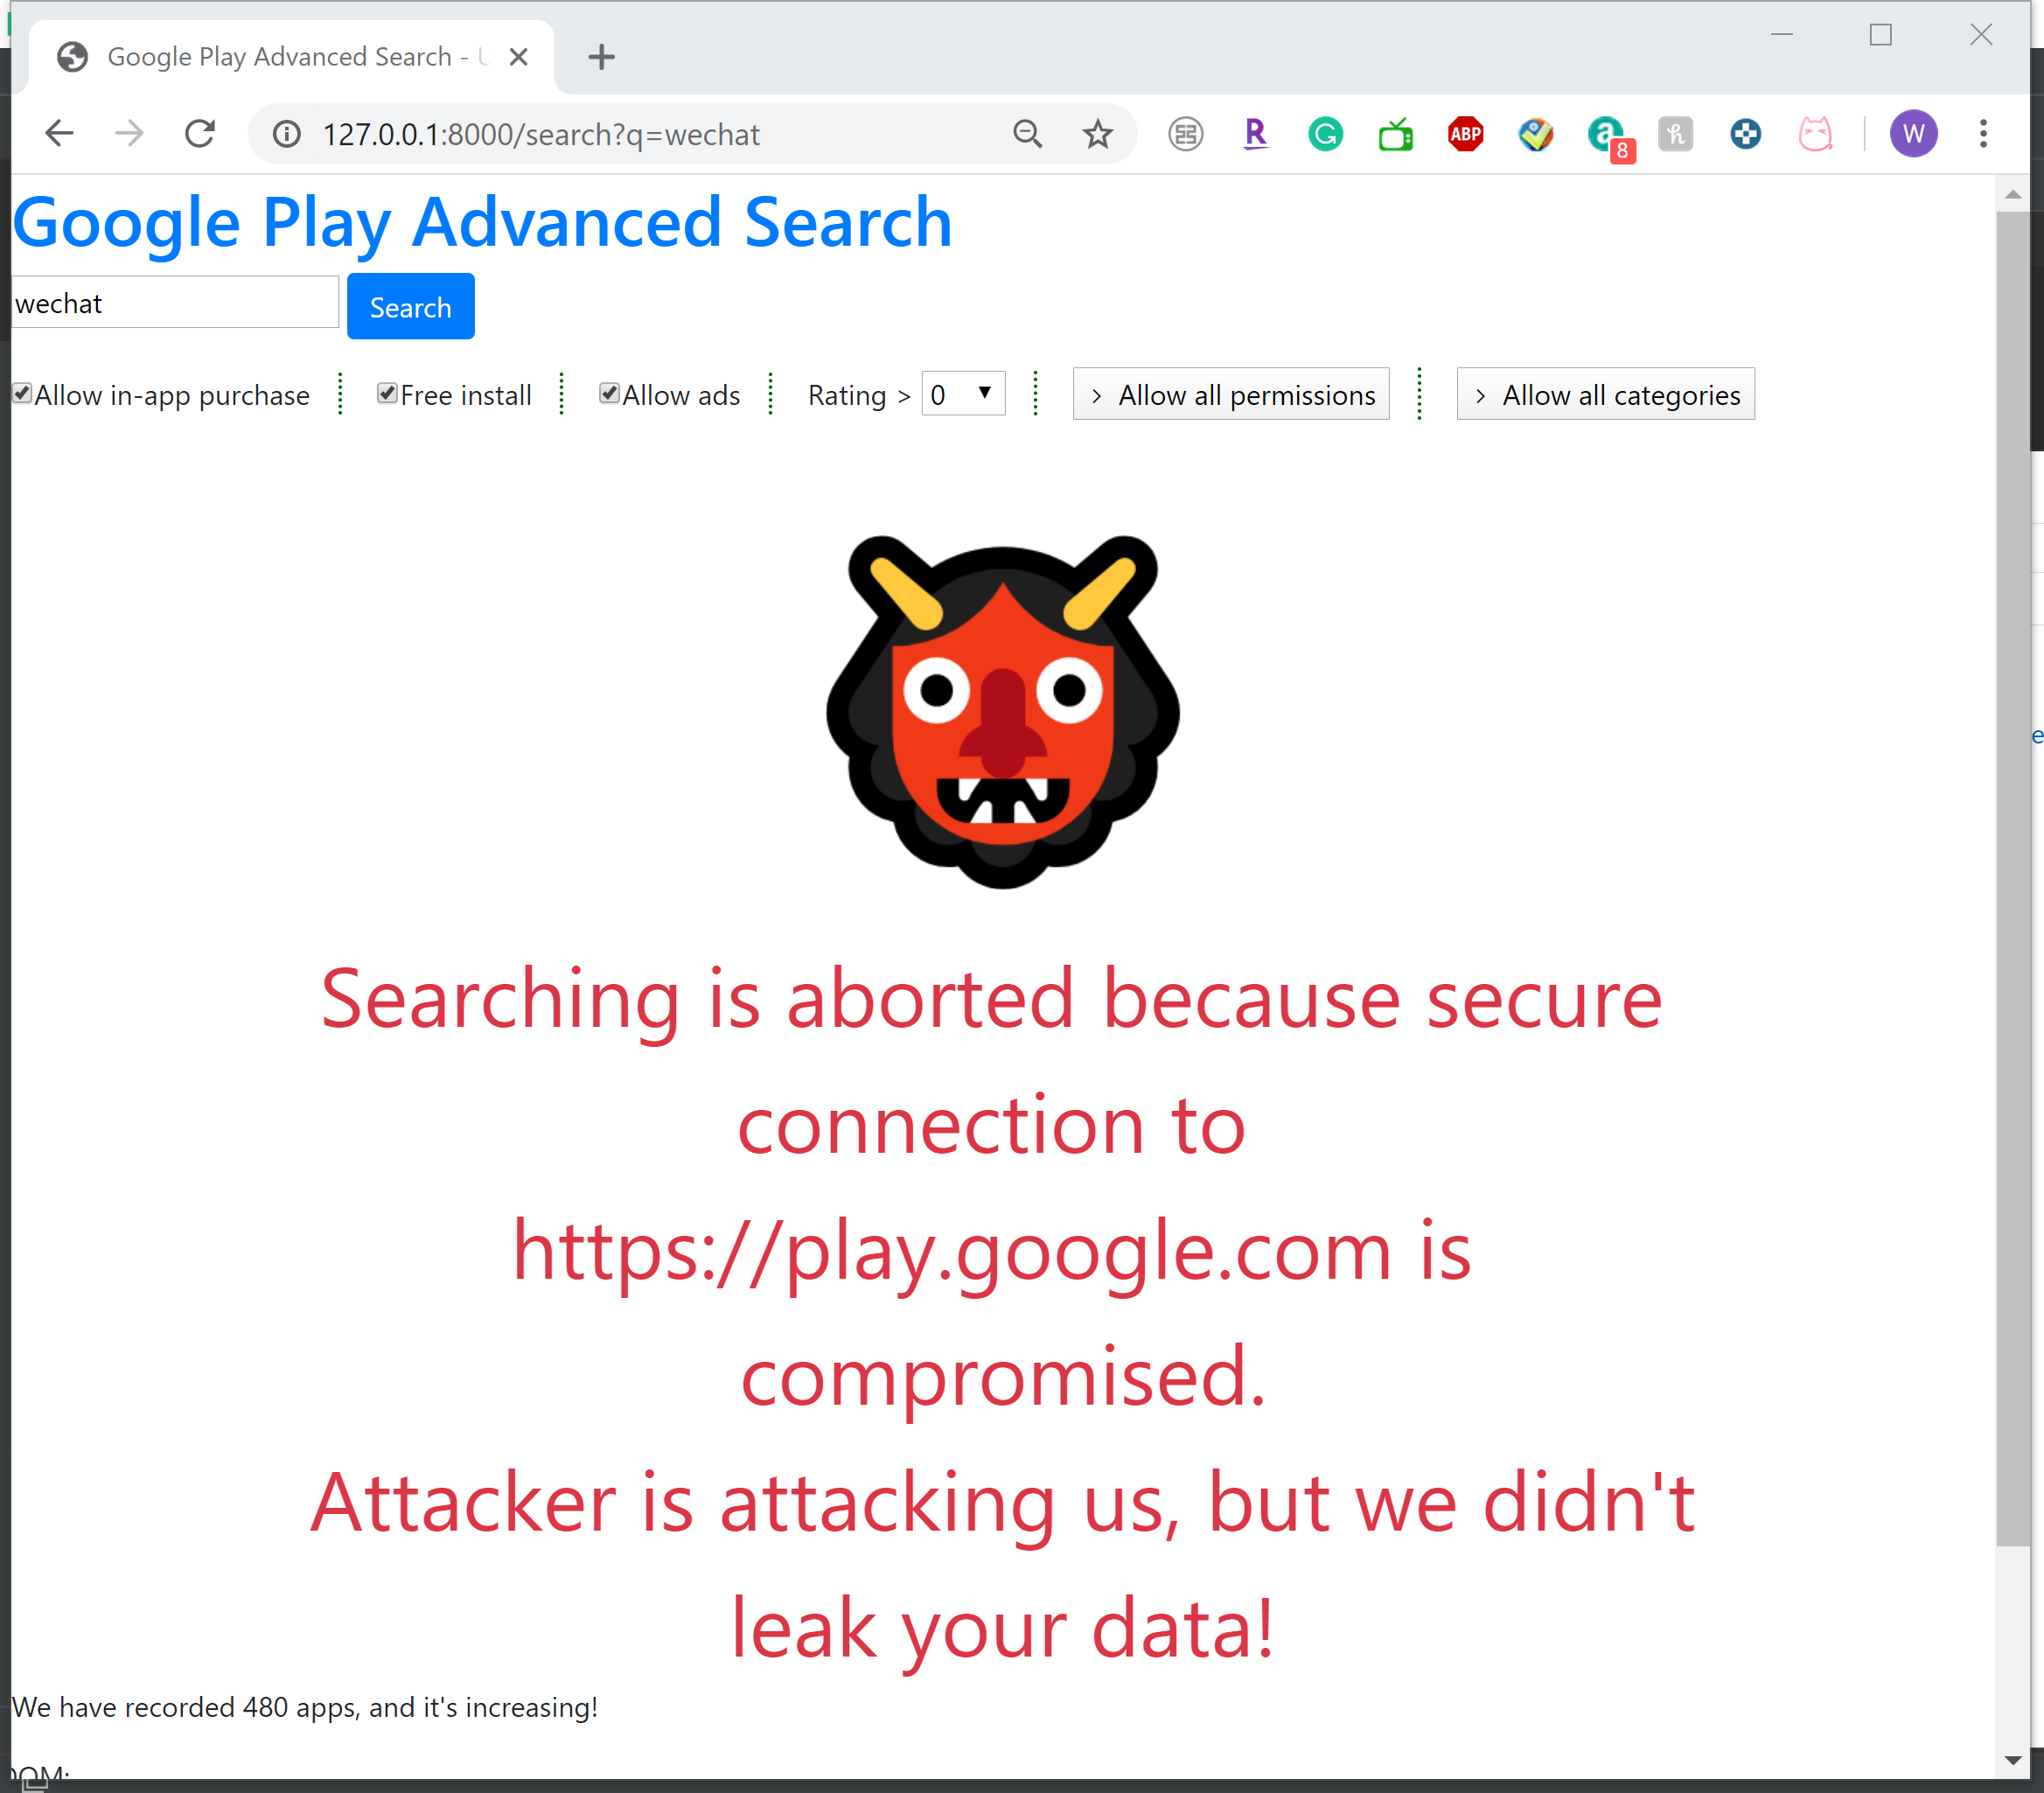 Google Play Advanced Search -
127.0.0.1:8000/search?q=wechat
R
G
ABP
a
8
h
W
Google Play Advanced Search
wechat
Search
Allow in-app purchase Free install Allow ads Rating > 0 Allow all permissions Allow all categories
Searching is aborted because secure
connection to
https://play.google.com is
compromised.
Attacker is attacking us, but we didn't
leak your data!
We have recorded 480 apps, and it's increasing!